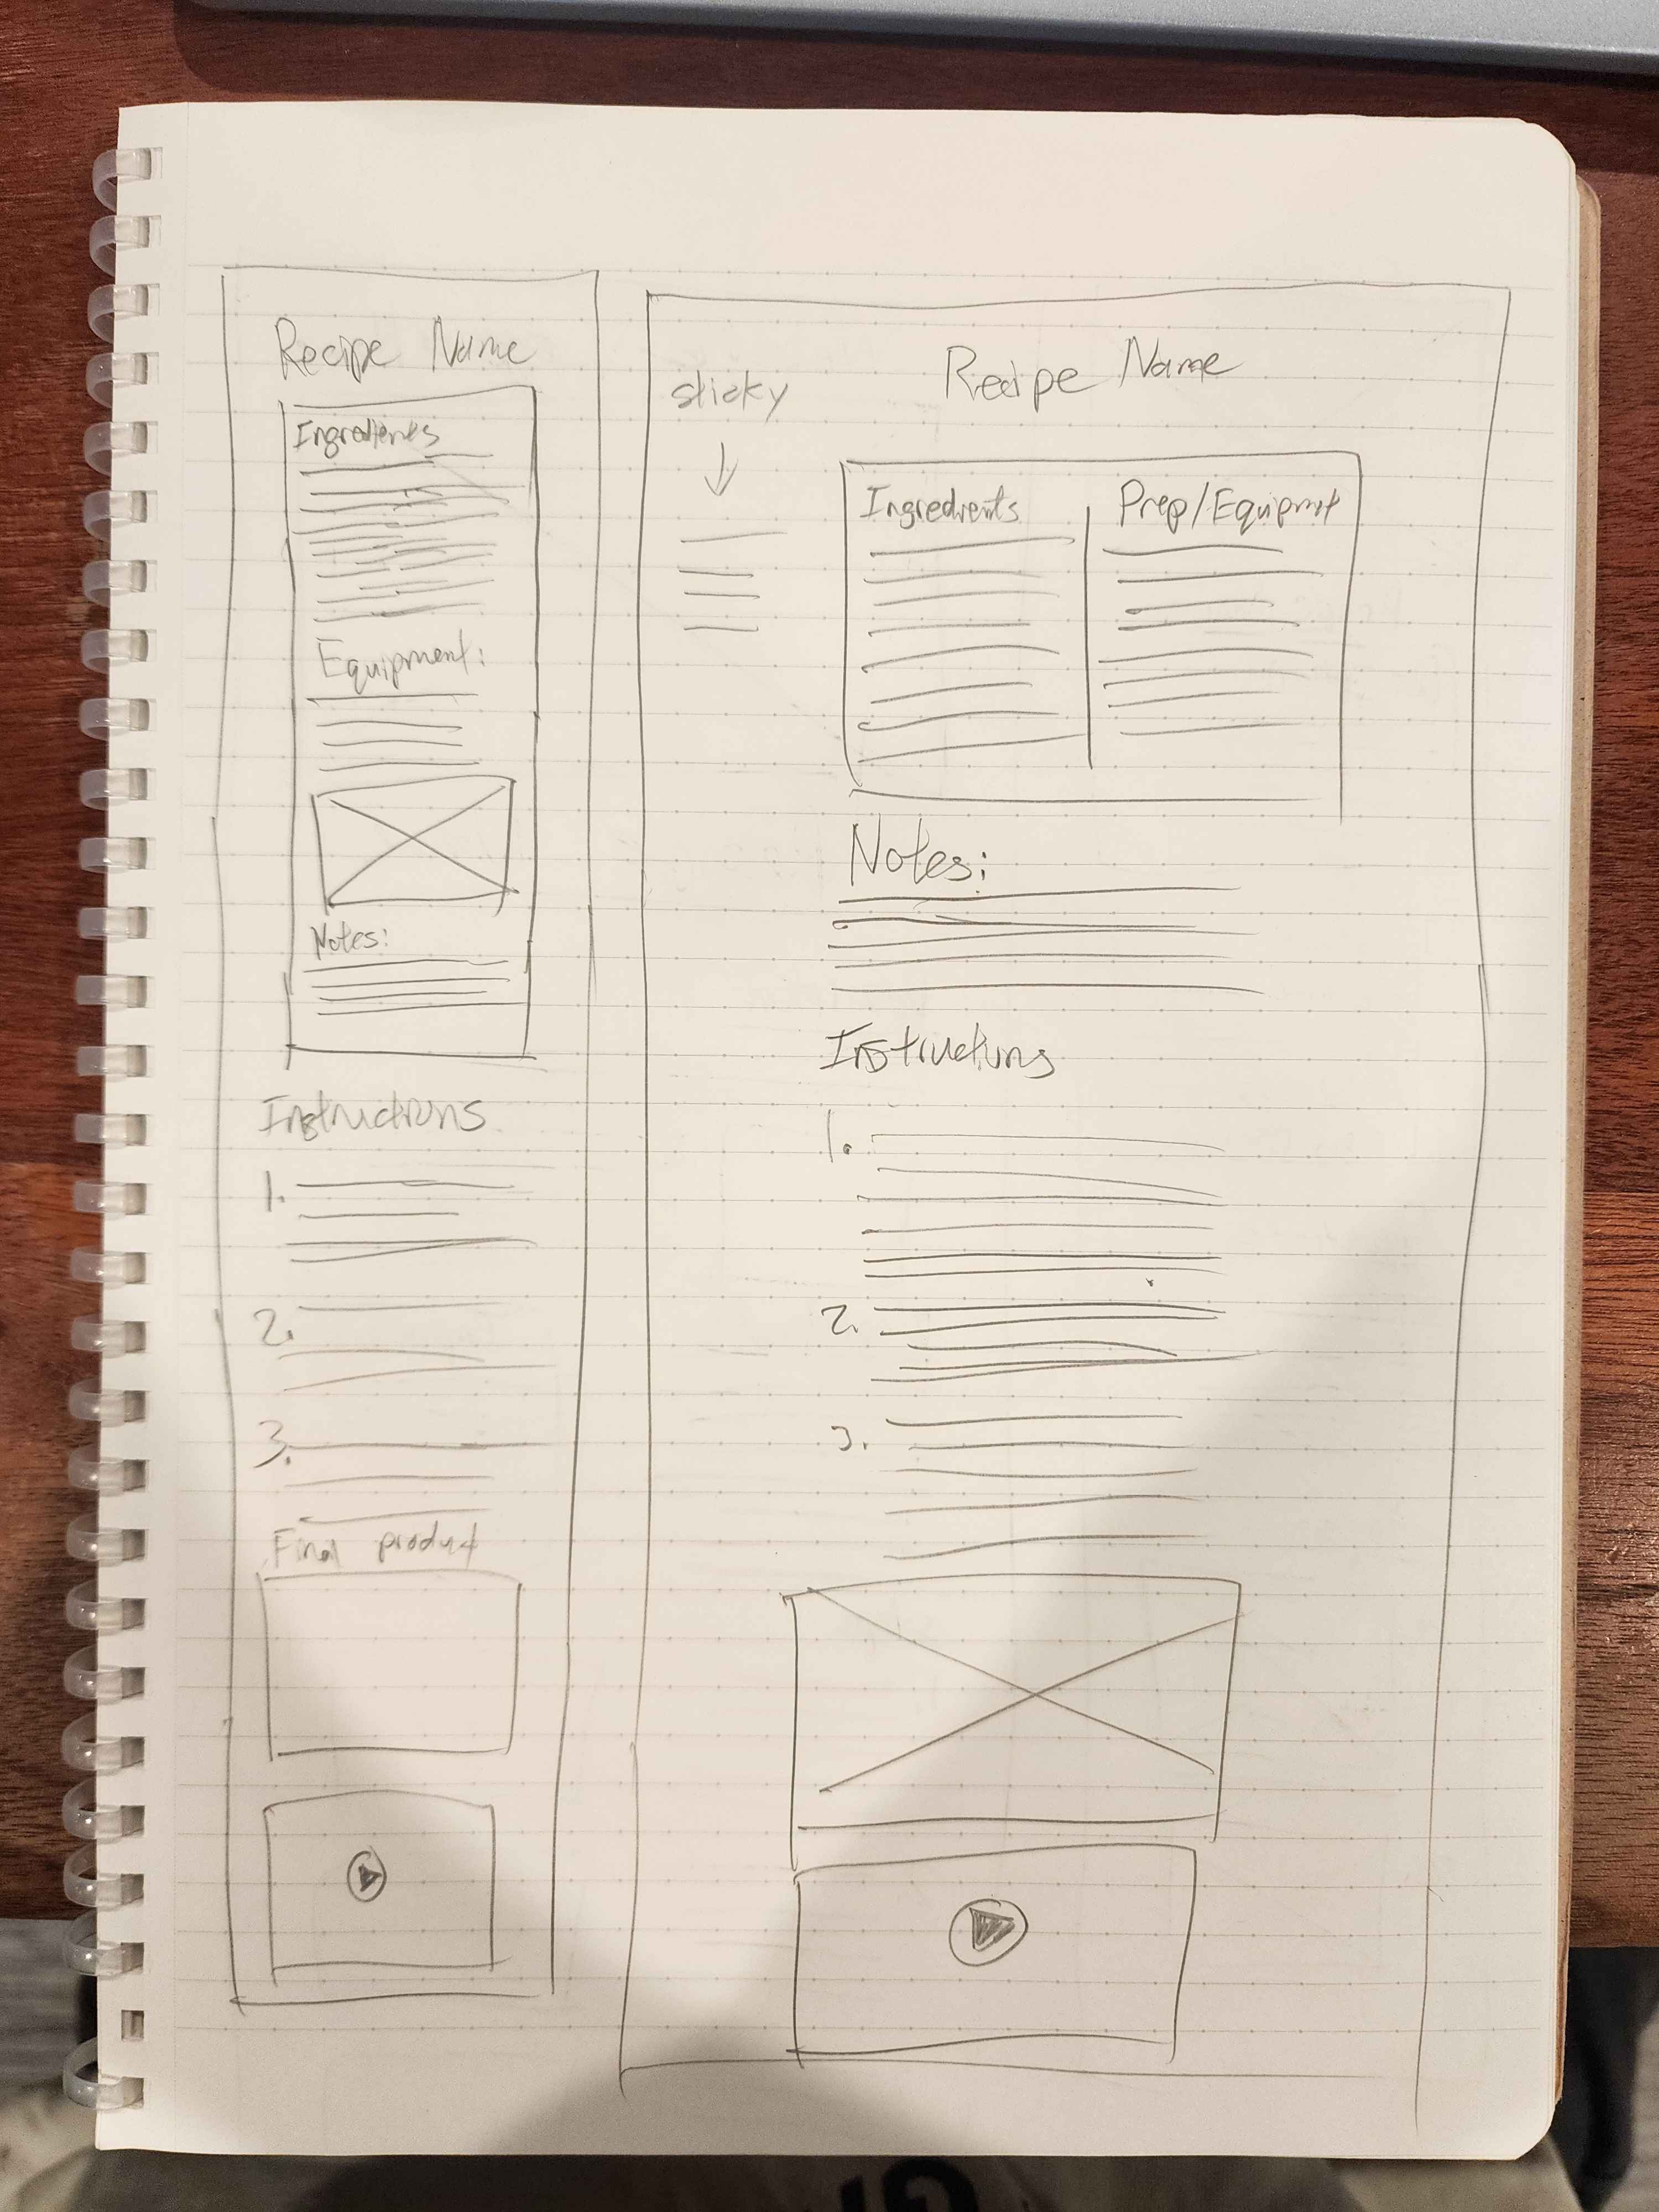 Recipe Name
Ingredients
Equipment:
Notes:
Instructions
1.
2.
3.
Final product
sticky
Recipe Name
Ingredients
Prep/Equipmnt
Notes:
Instructions
1.
2.
3.